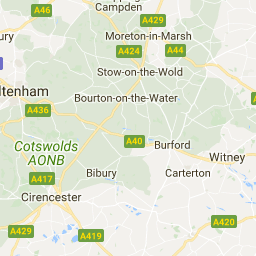 A46
Campden
A429
Moreton-in-Marsh
A424
A44
Stow-on-the-Wold
ltenham
Bourton-on-the-Water
A436
Cotswolds
AONB
A40
Burford
Witney
A417
Bibury
Carterton
Cirencester
A429
A419
A420